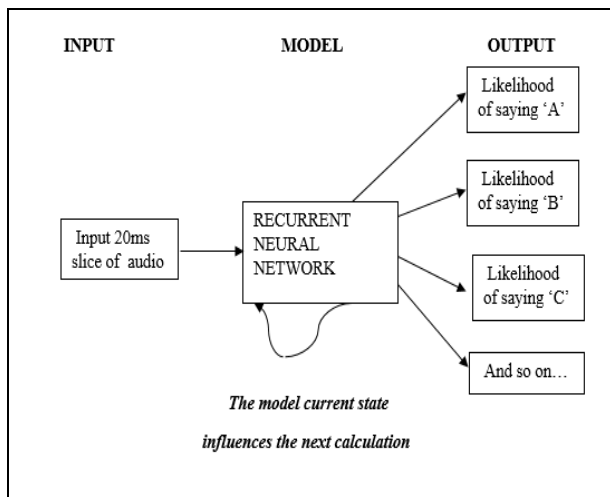 INPUT
MODEL
OUTPUT
Likelihood
of saying ‘A’
Likelihood
of saying ‘B’
Input 20ms
slice of audio
RECURRENT
NEURAL
NETWORK
Likelihood
of saying ‘C’
And so on…
The model current state
influences the next calculation